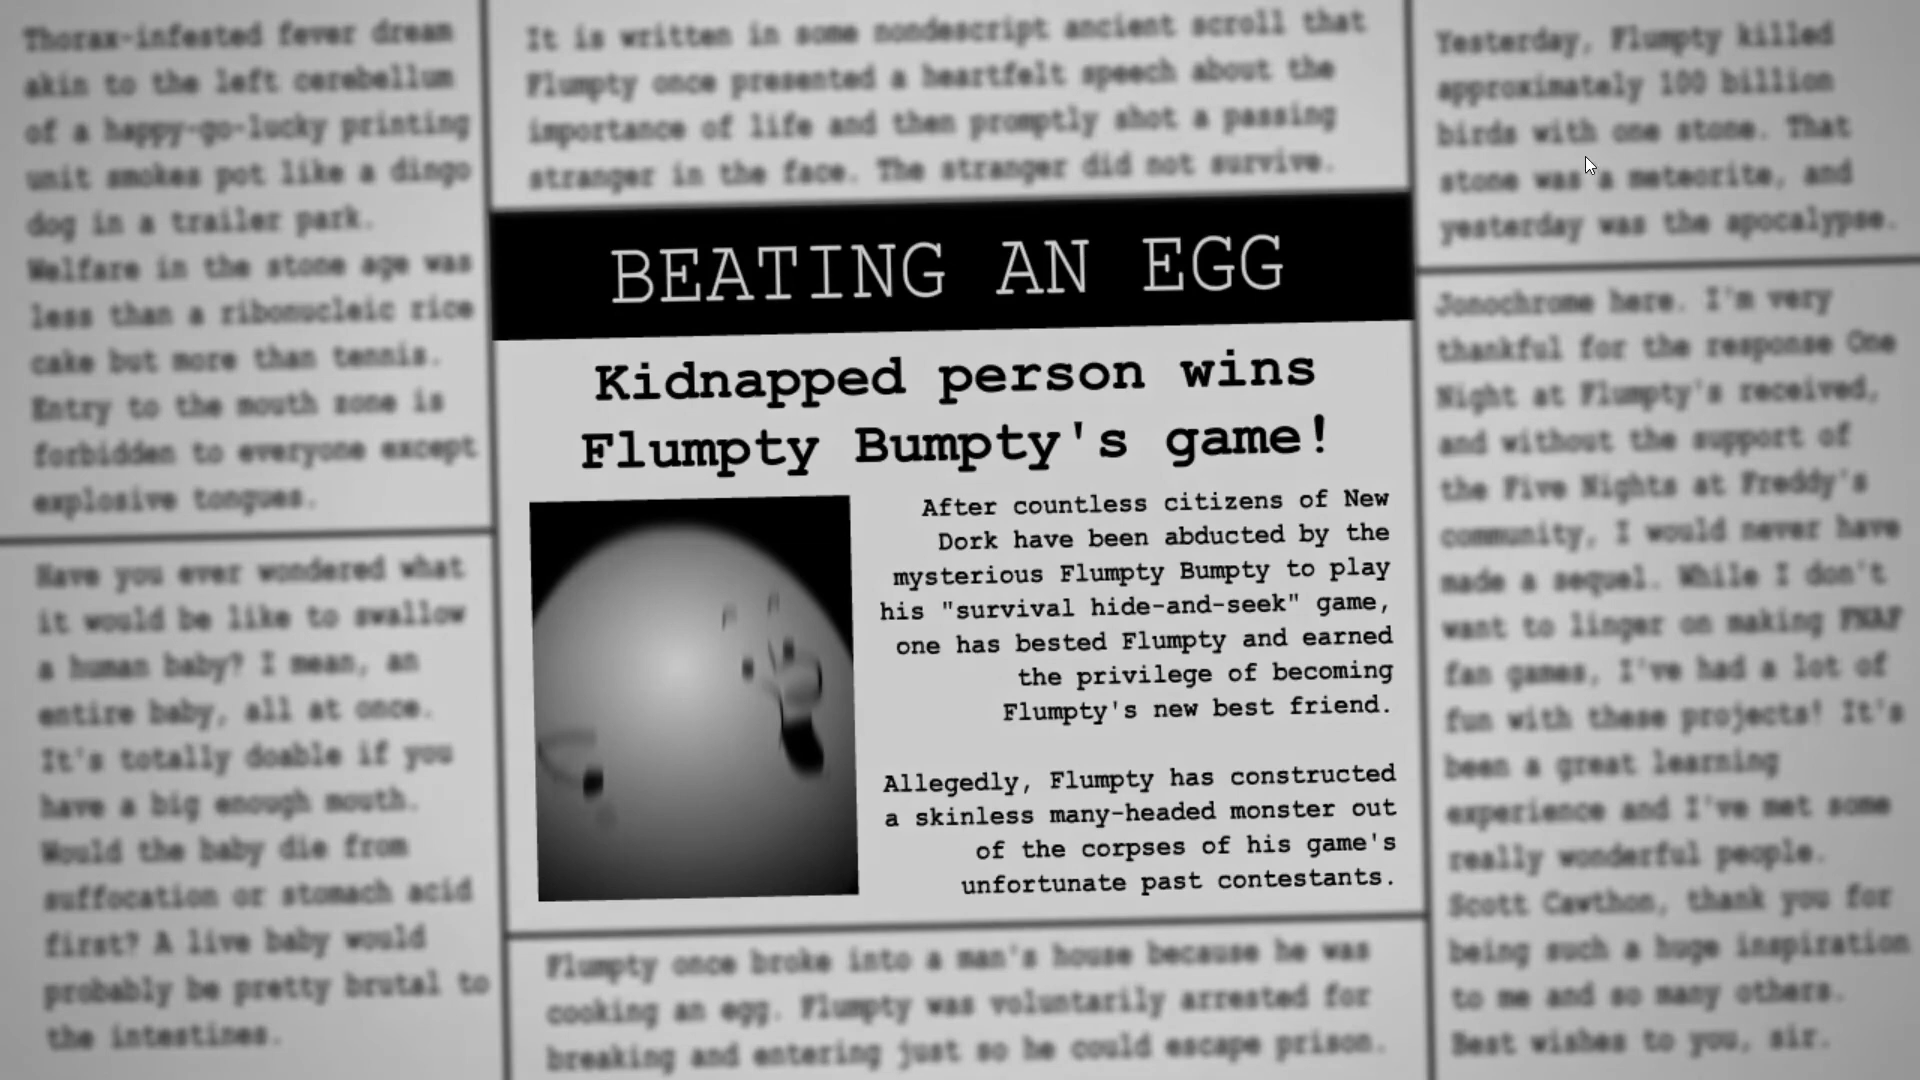 Thorax-infested fever dream
akin to the left cerebellum
of a happy-go-lucky printing
unit smokes pot like a dingo
dog in a trailer park.
Welfare in the stone age was
less than a ribonucleic rice
cake but more than tennis.
Entry to the mouth zone is
forbidden to everyone except
explosive tongues.
Have you ever wondered what
it would be like to swallow
a human baby? I mean, an
entire baby, all at once.
It's totally doable if you
have a big enough mouth.
Would the baby die from
suffocation or stomach acid
first? A live baby would
probably be pretty brutal to
the intestines.
It is written in some nondescript ancient scroll that
Flumpty once presented a heartfelt speech about the
importance of life and then promptly shot a passing
stranger in the face. The stranger did not survive.
BEATING AN EGG
Kidnapped person wins
Flumpty Bumpty's game!
After countless citizens of New
Dork have been abducted by the
mysterious Flumpty Bumpty to play
his "survival hide-and-seek" game,
one has bested Flumpty and earned
the privilege of becoming
Flumpty's new best friend.
Allegedly, Flumpty has constructed
a skinless many-headed monster out
of the corpses of his game's
unfortunate past contestants.
Flumpty once broke into a man's house because he was
cooking an egg. Flumpty was voluntarily arrested for
breaking and entering just so he could escape prison.
Yesterday, Flumpty killed
approximately 100 billion
birds with one stone. That
stone was a meteorite, and
yesterday was the apocalypse.
Jonochrome here. I'm very
thankful for the response One
Night at Flumpty's received,
and without the support of
the Five Nights at Freddy's
community, I would never have
made a sequel. While I don't
want to linger on making FNAF
fan games, I've had a lot of
fun with these projects! It's
been a great learning
experience and I've met some
really wonderful people.
Scott Cawthon, thank you for
being such a huge inspiration
to me and so many others.
Best wishes to you, sir.